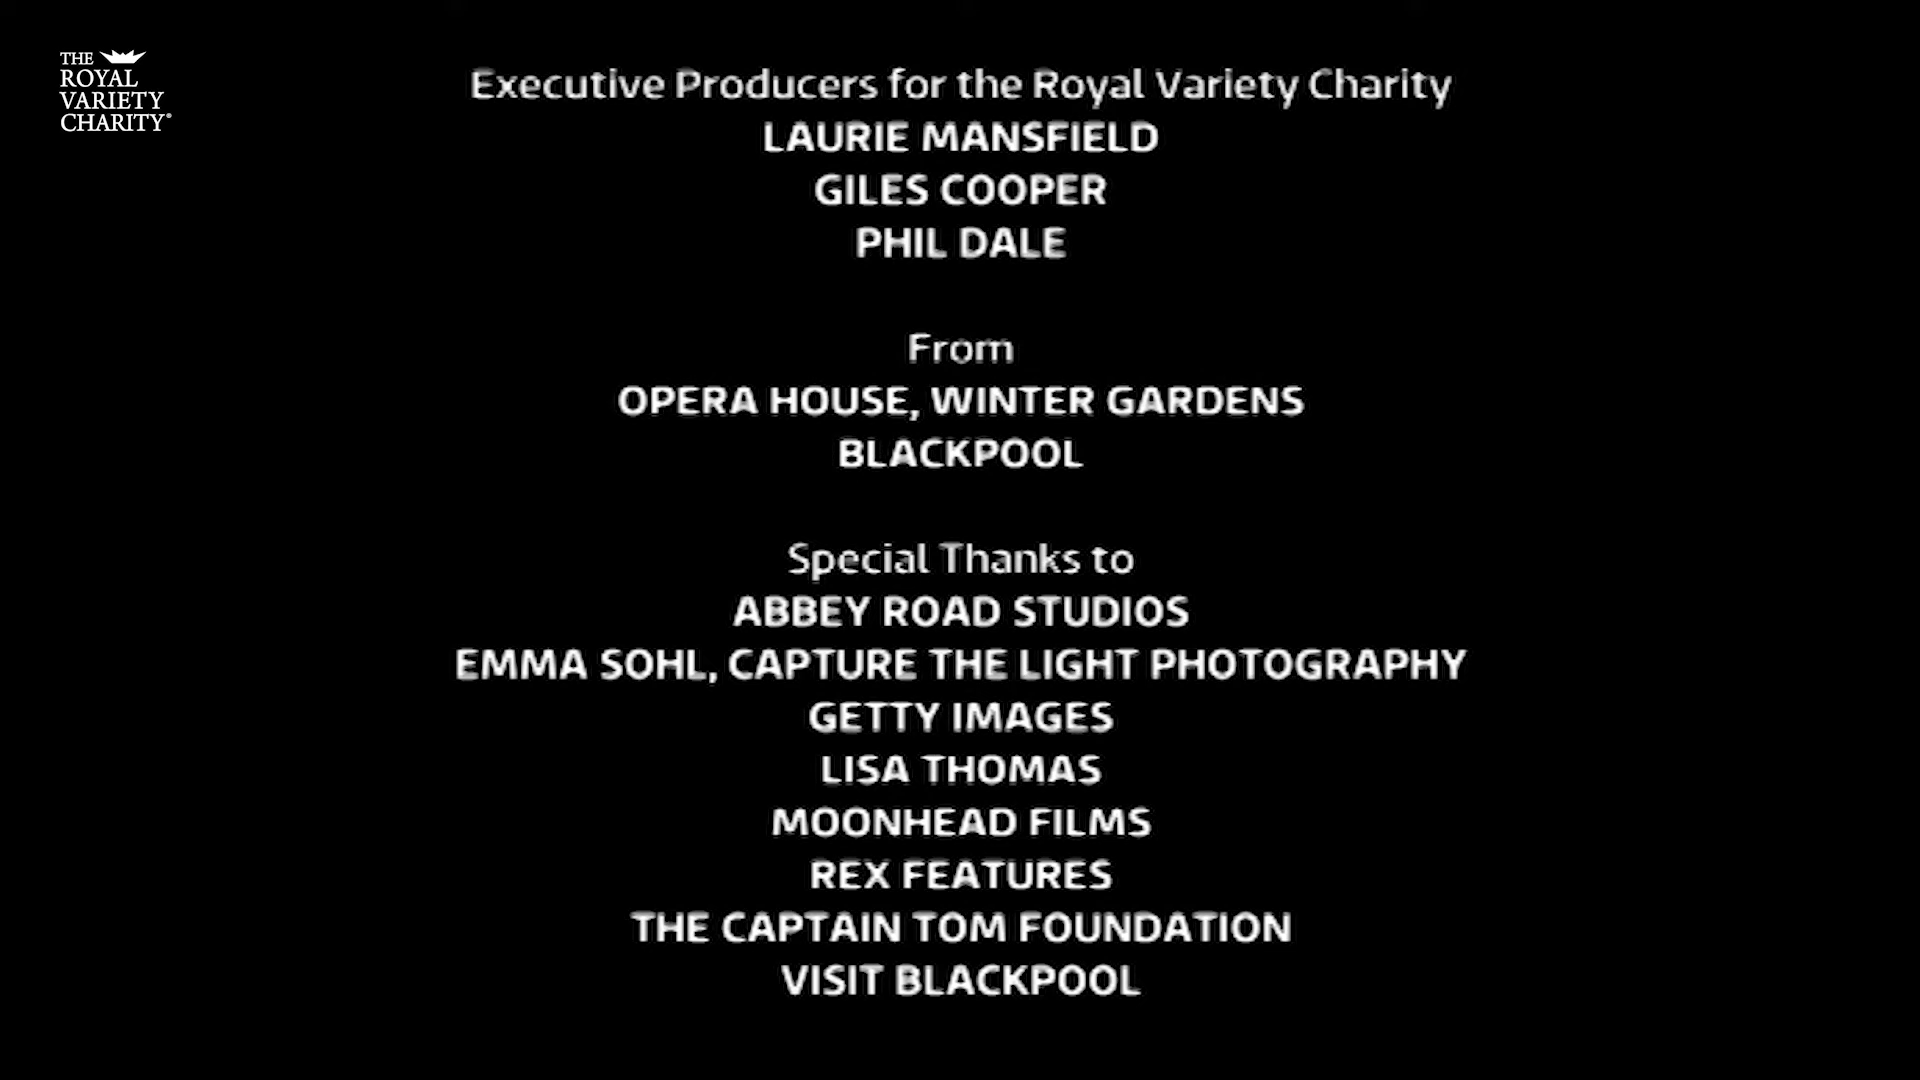 THE
ROYAL
VARIETY
CHARITY®
Executive Producers for the Royal Variety Charity
LAURIE MANSFIELD
GILES COOPER
PHIL DALE
From
OPERA HOUSE, WINTER GARDENS
BLACKPOOL
Special Thanks to
ABBEY ROAD STUDIOS
EMMA SOHL, CAPTURE THE LIGHT PHOTOGRAPHY
GETTY IMAGES
LISA THOMAS
MOONHEAD FILMS
REX FEATURES
THE CAPTAIN TOM FOUNDATION
VISIT BLACKPOOL